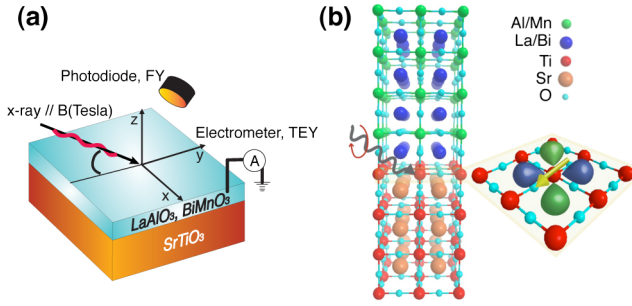 (a)
Photodiode, FY
x-ray // B(Tesla)
z
Electrometer, TEY
y
A
x
LaAlO₃, BiMnO₃
SrTiO₃
(b)
Al/Mn
La/Bi
Ti
Sr
O